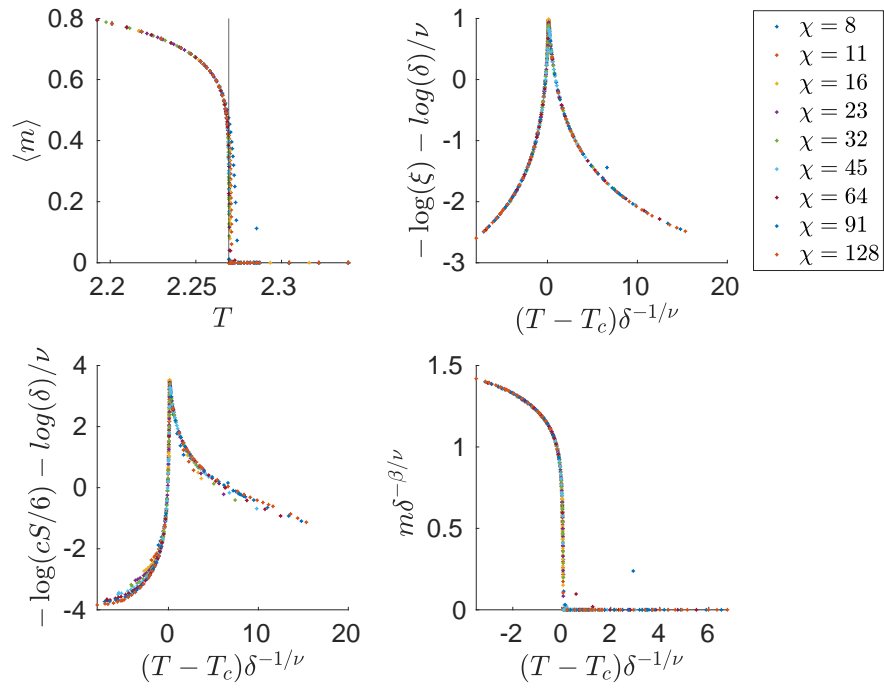 0.8
0.6
0.4
0.2
0
⟨m⟩
2.2
2.25
2.3
T
1
0
-1
-2
-3
− log(ξ) − log(δ)/ν
0
10
20
(T − T_c)δ^{−1/ν}
χ = 8
χ = 11
χ = 16
χ = 23
χ = 32
χ = 45
χ = 64
χ = 91
χ = 128
4
2
0
-2
-4
− log(cS/6) − log(δ)/ν
0
10
20
(T − T_c)δ^{−1/ν}
1.5
1
0.5
0
mδ^{−β/ν}
-2
0
2
4
6
(T − T_c)δ^{−1/ν}